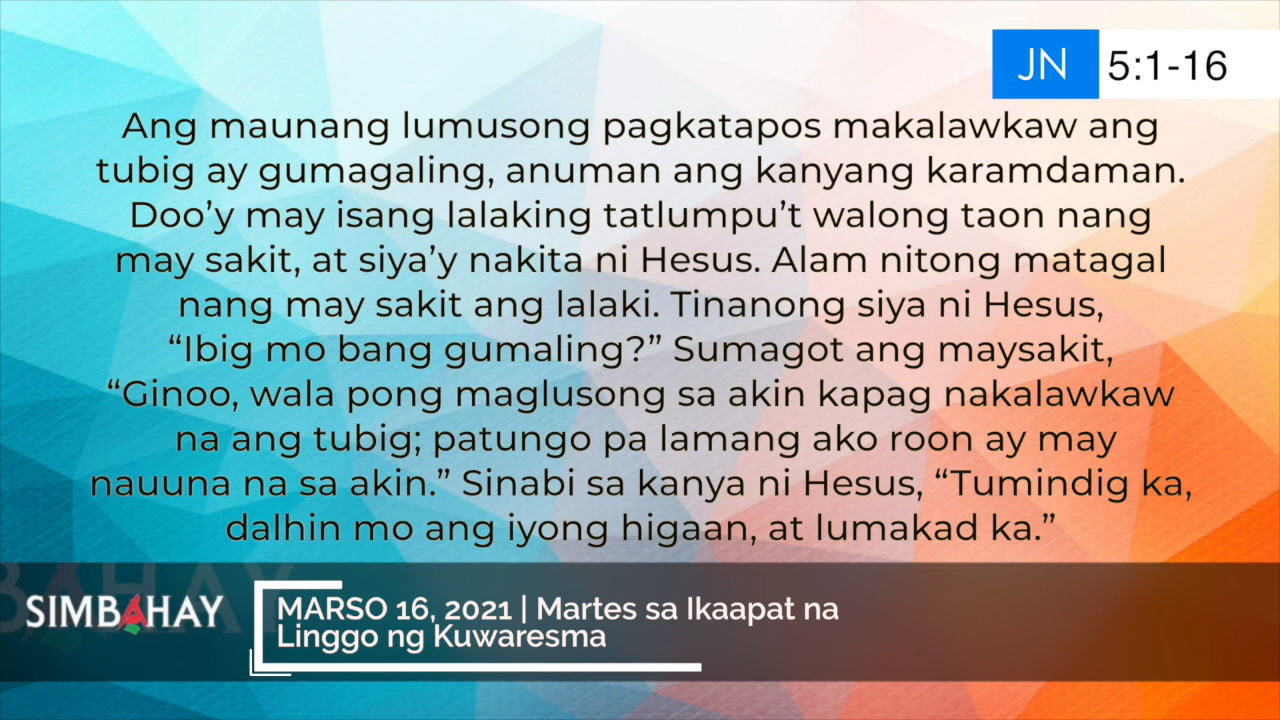 JN 5:1-16
Ang maunang lumusong pagkatapos makalawkaw ang
tubig ay gumagaling, anuman ang kanyang karamdaman.
Doo’y may isang lalaking tatlumpu’t walong taon nang
may sakit, at siya’y nakita ni Hesus. Alam nitong matagal
nang may sakit ang lalaki. Tinanong siya ni Hesus,
“Ibig mo bang gumaling?” Sumagot ang maysakit,
“Ginoo, wala pong maglusong sa akin kapag nakalawkaw
na ang tubig; patungo pa lamang ako roon ay may
nauuna na sa akin.” Sinabi sa kanya ni Hesus, “Tumindig ka,
dalhin mo ang iyong higaan, at lumakad ka.”
SIMBAHAY
MARSO 16, 2021 | Martes sa Ikaapat na
Linggo ng Kuwaresma